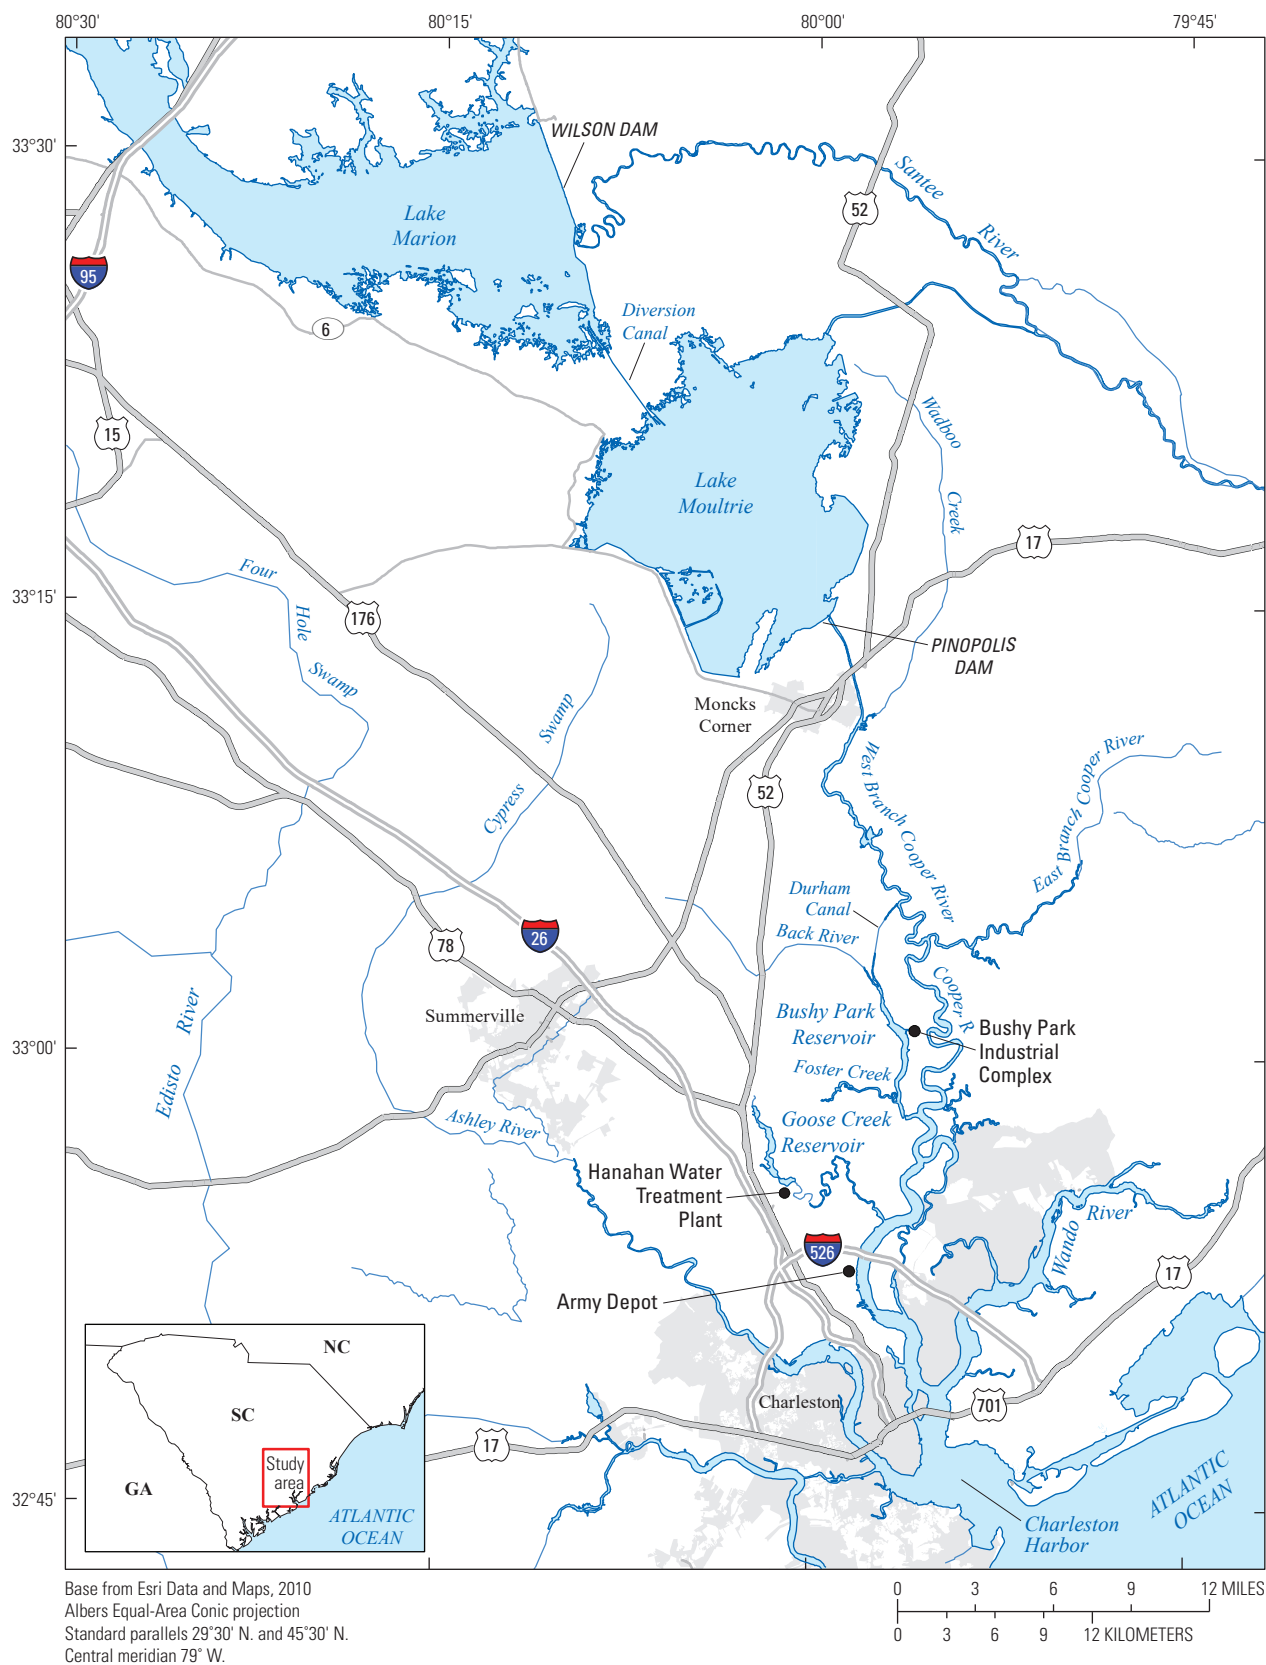 80°30'
80°15'
80°00'
79°45'
33°30'
33°15'
33°00'
32°45'
WILSON DAM
Santee
River
52
Lake
Marion
95
6
Diversion
Canal
15
Wadboo
Creek
Lake
Moultrie
17
Four
Hole
Swamp
176
PINOPOLIS
DAM
Moncks
Corner
Cypress
Swamp
52
West Branch Cooper River
East Branch Cooper River
Durham
Canal
Back River
26
78
Cooper R
Edisto
River
Summerville
Bushy Park
Reservoir
Bushy Park
Industrial
Complex
Foster Creek
Ashley River
Goose Creek
Reservoir
Hanahan Water
Treatment
Plant
Wando
River
526
17
Army Depot
Charleston
701
17
ATLANTIC
OCEAN
Charleston
Harbor
NC
SC
GA
Study
area
ATLANTIC
OCEAN
Base from Esri Data and Maps, 2010
Albers Equal-Area Conic projection
Standard parallels 29°30' N. and 45°30' N.
Central meridian 79° W.
0 3 6 9 12 MILES
0 3 6 9 12 KILOMETERS